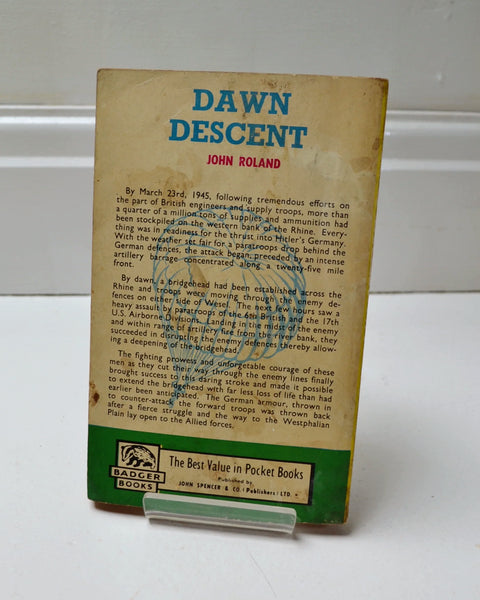 DAWN
DESCENT
JOHN ROLAND
By March 23rd, 1945, following tremendous efforts on
the part of British engineers and supply troops, more than
a quarter of a million tons of supplies and ammunition had
been stockpiled on the western bank of the Rhine. Every-
thing was in readiness for the thrust into Hitler's Germany.
With the weather set fair for a paratroops drop behind the
German defences, the attack began, preceded by an intense
artillery barrage concentrated along a twenty-five mile
front.
By dawn, a bridgehead had been established across the
Rhine and troops were moving through the enemy de-
fences on either side of Wesel. The next few hours saw a
heavy assault by paratroops of the 6th British and the 17th
U.S. Airborne Divisions. Landing in the midst of the enemy
and within range of artillery fire from the west bank, they
succeeded in disrupting the enemy defences thereby allow-
ing a deepening of the bridgehead.
The fighting prowess and unforgetable courage of these
men as they cut their way through the enemy lines finally
brought success to this daring stroke and made it possible
to extend the bridgehead with far less loss of life than had
earlier been anticipated. The German armour, thrown in
to counter-attack the forward troops was thrown back
after a fierce struggle and the way to the Westphalian
Plain lay open to the Allied forces.
BADGER
BOOKS
The Best Value in Pocket Books
Published by
JOHN SPENCER & CO. (Publishers) LTD.